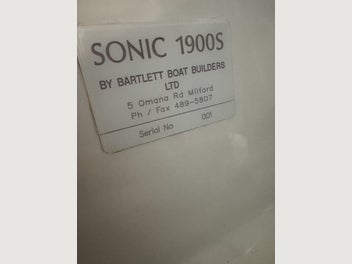 SONIC 1900S
BY BARTLETT BOAT BUILDERS
LTD
5 Omana Rd Milford
Ph / Fax 489-5807
Serial No 001